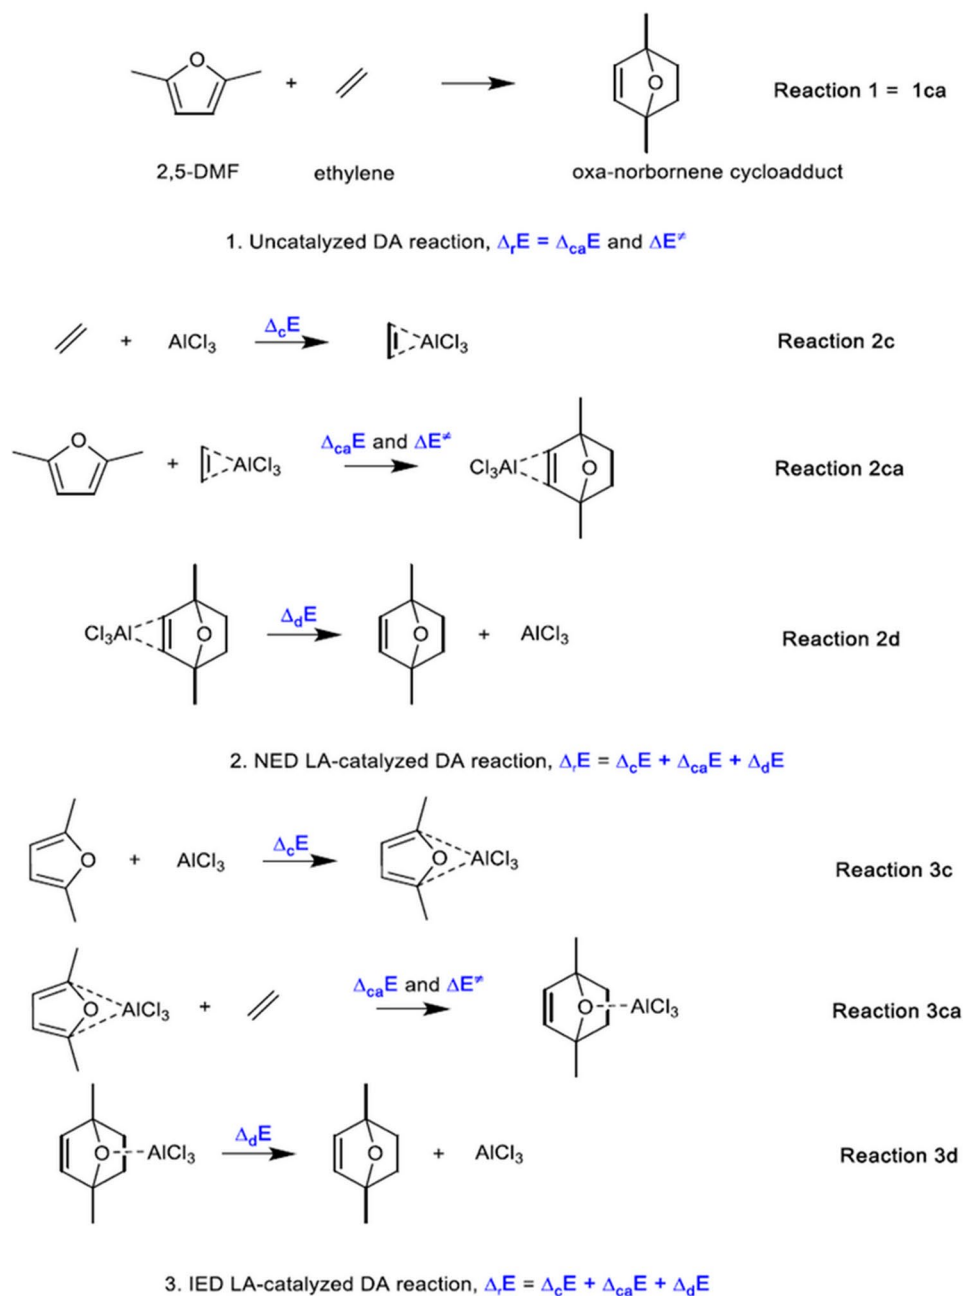 O
+
Reaction 1 = 1ca
2,5-DMF ethylene oxa-norbornene cycloadduct
1. Uncatalyzed DA reaction, ΔrE = ΔcaE and ΔE≠
+ AlCl3 ΔcE AlCl3 Reaction 2c
O + AlCl3 ΔcaE and ΔE≠ Cl3Al O Reaction 2ca
Cl3Al O ΔdE O + AlCl3 Reaction 2d
2. NED LA-catalyzed DA reaction, ΔrE = ΔcE + ΔcaE + ΔdE
O + AlCl3 ΔcE O AlCl3 Reaction 3c
O AlCl3 + ΔcaE and ΔE≠ O AlCl3 Reaction 3ca
O AlCl3 ΔdE O + AlCl3 Reaction 3d
3. IED LA-catalyzed DA reaction, ΔrE = ΔcE + ΔcaE + ΔdE